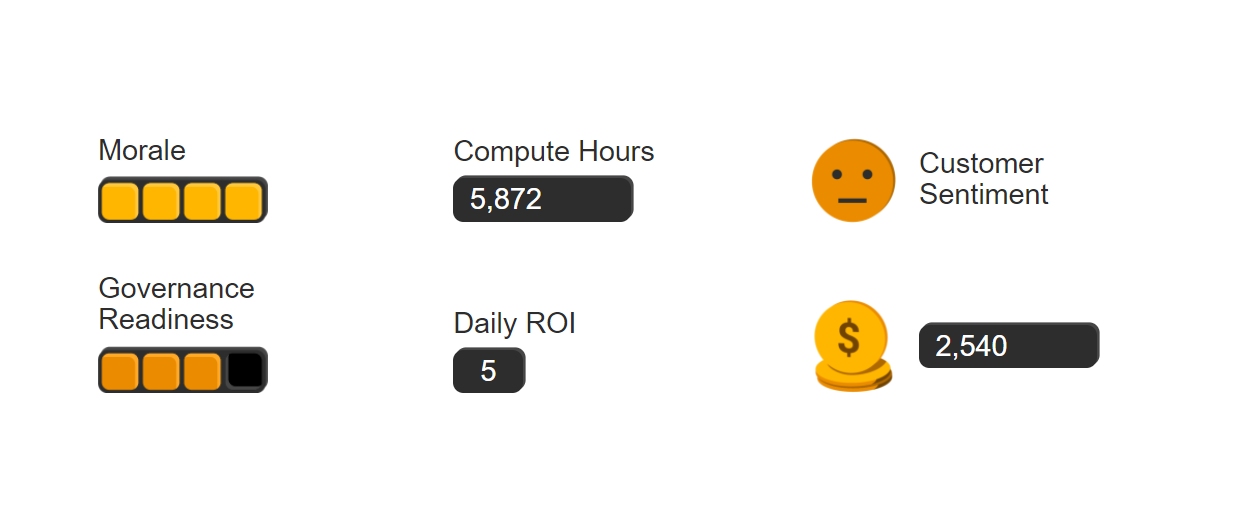 Morale
Compute Hours
5,872
Customer
Sentiment
Governance
Readiness
Daily ROI
5
$
2,540